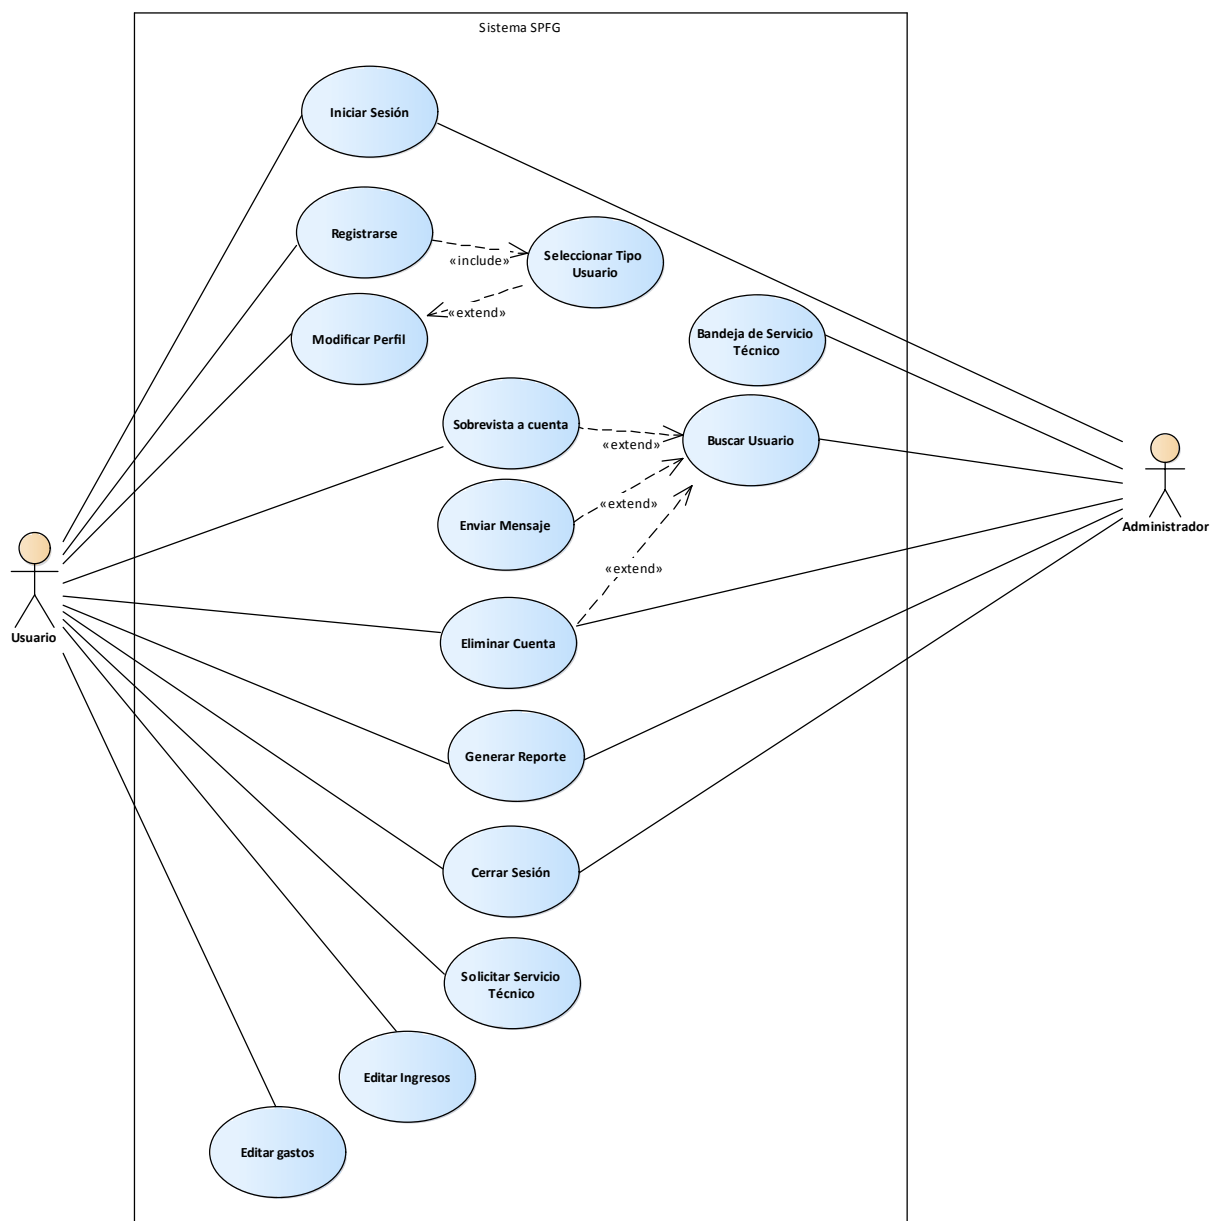 Sistema SPFG
Iniciar Sesión
Registrarse
«include»
Seleccionar Tipo
Usuario
«extend»
Modificar Perfil
Bandeja de Servicio
Técnico
Sobrevista a cuenta
«extend»
Buscar Usuario
Enviar Mensaje
«extend»
Administrador
«extend»
Usuario
Eliminar Cuenta
Generar Reporte
Cerrar Sesión
Solicitar Servicio
Técnico
Editar Ingresos
Editar gastos